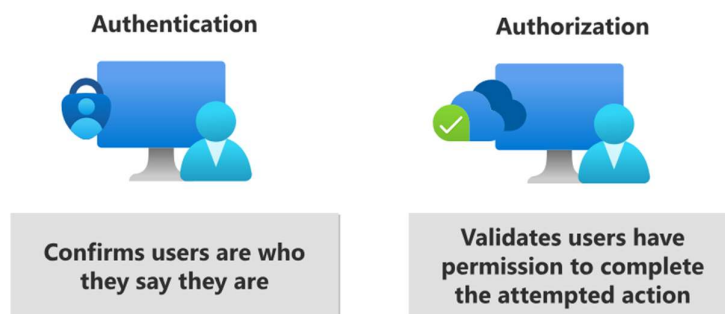 Authentication
Authorization
Confirms users are who
they say they are
Validates users have
permission to complete
the attempted action